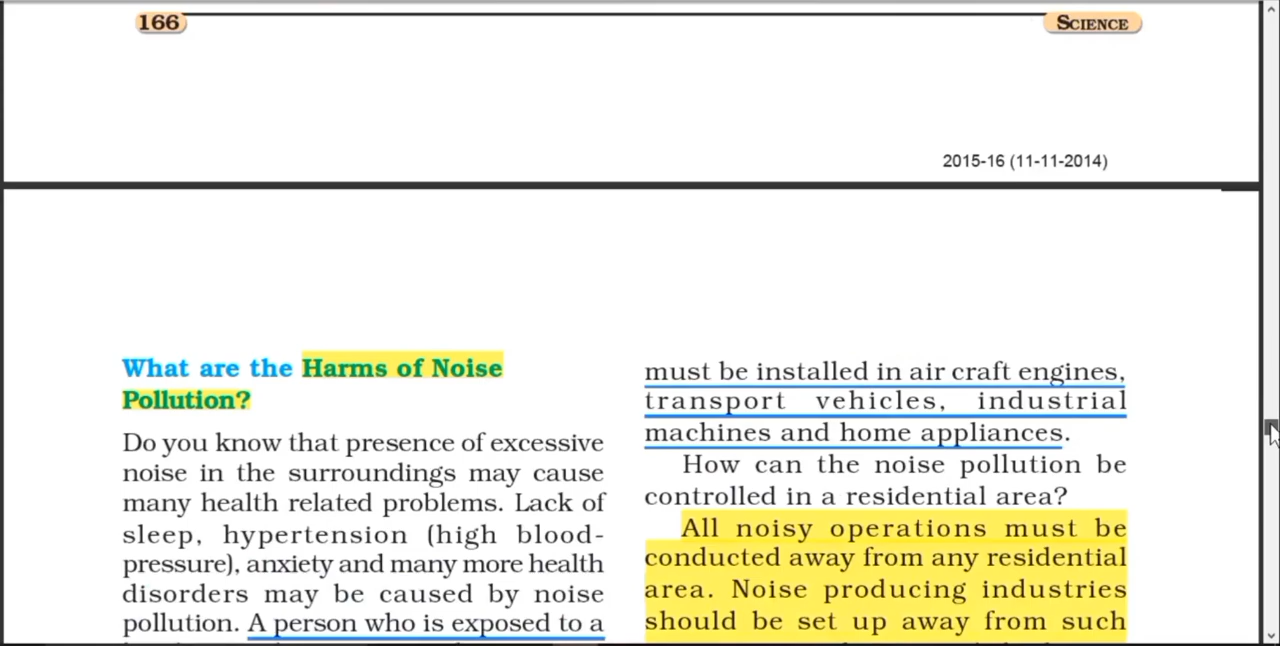 166
SCIENCE
2015-16 (11-11-2014)
What are the Harms of Noise
Pollution?
Do you know that presence of excessive
noise in the surroundings may cause
many health related problems. Lack of
sleep, hypertension (high blood-
pressure), anxiety and many more health
disorders may be caused by noise
pollution. A person who is exposed to a
must be installed in air craft engines,
transport vehicles, industrial
machines and home appliances.
How can the noise pollution be
controlled in a residential area?
All noisy operations must be
conducted away from any residential
area. Noise producing industries
should be set up away from such